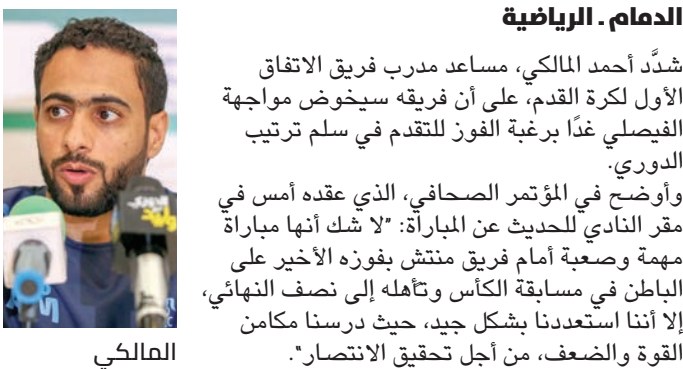 الدمام ـ الرياضية
شدَّد أحمد المالكي، مساعد مدرب فريق الاتفاق
الأول لكرة القدم، على أن فريقه سيخوض مواجهة
الفيصلي غدًا برغبة الفوز للتقدم في سلم ترتيب
الدوري.
وأوضح في المؤتمر الصحافي، الذي عقده أمس في
مقر النادي للحديث عن المباراة: "لا شك أنها مباراة
مهمة وصعبة أمام فريق منتش بفوزه الأخير على
الباطن في مسابقة الكأس وتأهله إلى نصف النهائي،
إلا أننا استعددنا بشكل جيد، حيث درسنا مكامن
القوة والضعف، من أجل تحقيق الانتصار".
المالكي